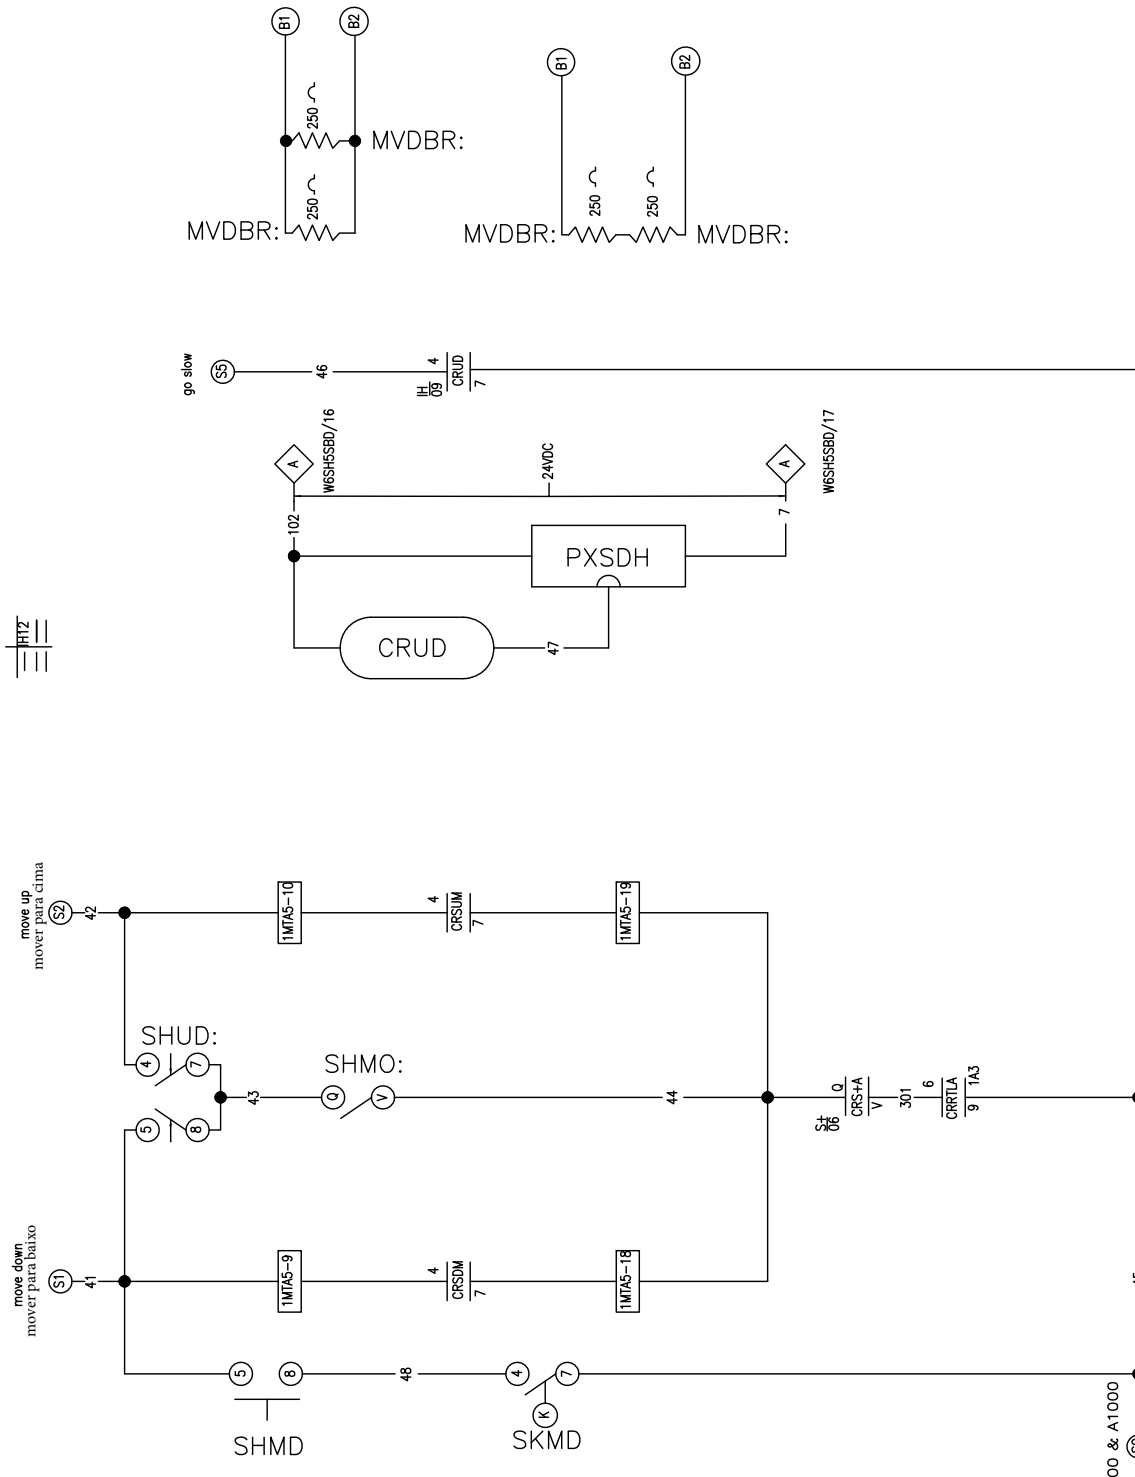 B1
B2
250
MVDBR:
250
MVDBR:
B1
B2
250
250
MVDBR:
MVDBR:
go slow
S5
46
IH
09
4
CRUD
7
A
W6SH5SBD/16
102
24VDC
PXSDH
7
A
W6SH5SBD/17
CRUD
47
IH12
move up
mover para cima
S2
42
1MTA5-10
4
CRSUM
7
1MTA5-19
SHUD:
4
7
5
8
43
SHMO:
Q
V
44
S+
06
Q
CRS+A
V
301
6
CRRTLA
9
1A3
move down
mover para baixo
S1
41
1MTA5-9
4
CRSDM
7
1MTA5-18
5
8
SHMD
48
4
7
K
SKMD
00 & A1000